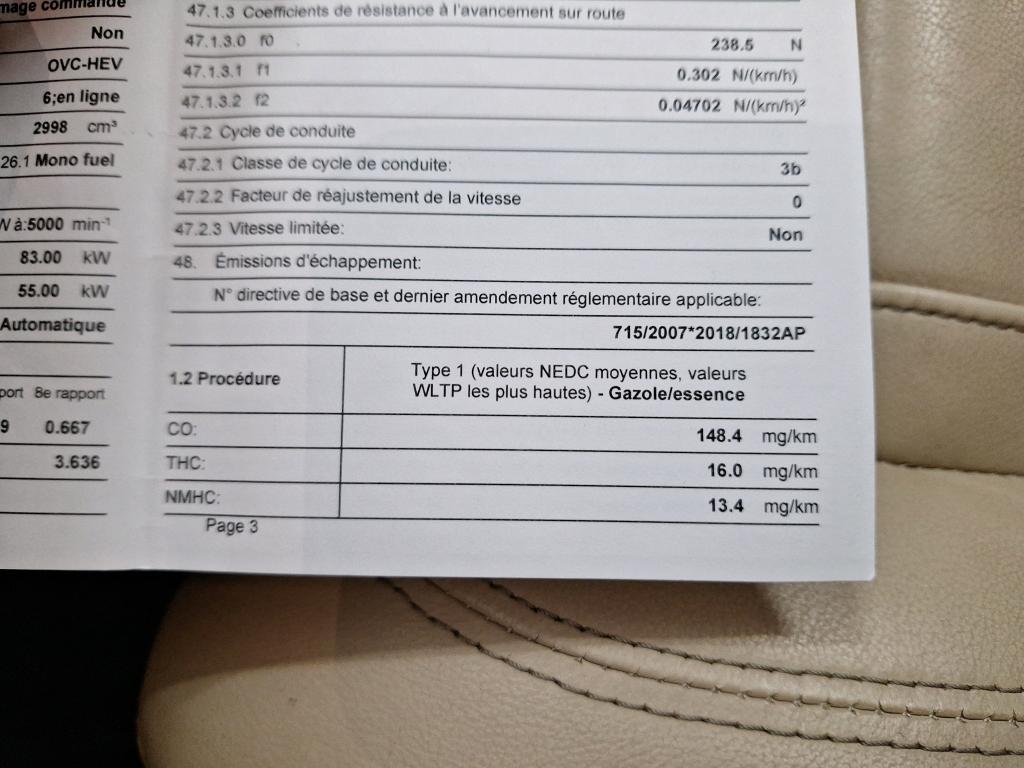 mage commande
Non
OVC-HEV
6;en ligne
2998 cm³
26.1 Mono fuel
à:5000 min⁻¹
83.00 kW
55.00 kW
Automatique
port 8e rapport
9 0.667
3.636
47.1.3 Coefficients de résistance à l'avancement sur route
47.1.3.0 f0 238.5 N
47.1.3.1 f1 0.302 N/(km/h)
47.1.3.2 f2 0.04702 N/(km/h)²
47.2 Cycle de conduite
47.2.1 Classe de cycle de conduite: 3b
47.2.2 Facteur de réajustement de la vitesse 0
47.2.3 Vitesse limitée: Non
48. Émissions d'échappement:
N° directive de base et dernier amendement réglementaire applicable:
715/2007*2018/1832AP
1.2 Procédure
Type 1 (valeurs NEDC moyennes, valeurs
WLTP les plus hautes) - Gazole/essence
CO: 148.4 mg/km
THC: 16.0 mg/km
NMHC: 13.4 mg/km
Page 3